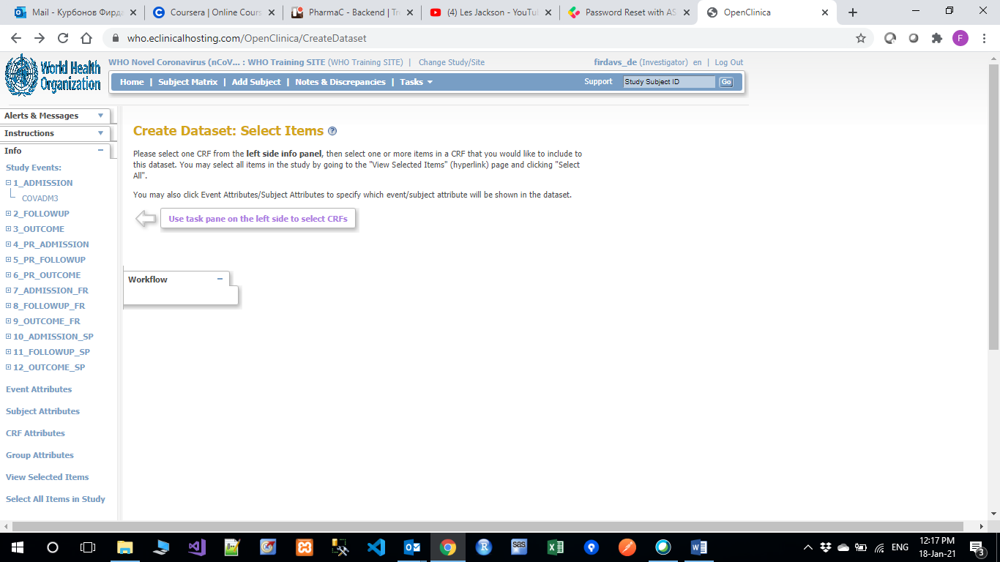 Mail - Курбонов Фирда
Coursera | Online Cours
PharmaC - Backend | Tr
(4) Les Jackson - YouTu
Password Reset with AS
OpenClinica
who.eclinicalhosting.com/OpenClinica/CreateDataset
F
World Health
Organization
WHO Novel Coronavirus (nCoV... : WHO Training SITE (WHO Training SITE) | Change Study/Site
firdavs_de (Investigator) en | Log Out
Home | Subject Matrix | Add Subject | Notes & Discrepancies | Tasks
Support
Study Subject ID
Go
Alerts & Messages
Instructions
Info
Study Events:
1_ADMISSION
COVADM3
2_FOLLOWUP
3_OUTCOME
4_PR_ADMISSION
5_PR_FOLLOWUP
6_PR_OUTCOME
7_ADMISSION_FR
8_FOLLOWUP_FR
9_OUTCOME_FR
10_ADMISSION_SP
11_FOLLOWUP_SP
12_OUTCOME_SP
Event Attributes
Subject Attributes
CRF Attributes
Group Attributes
View Selected Items
Select All Items in Study
Create Dataset: Select Items ?
Please select one CRF from the left side info panel, then select one or more items in a CRF that you would like to include to
this dataset. You may select all items in the study by going to the "View Selected Items" (hyperlink) page and clicking "Select
All".
You may also click Event Attributes/Subject Attributes to specify which event/subject attribute will be shown in the dataset.
Use task pane on the left side to select CRFs
Workflow
ENG
12:17 PM
18-Jan-21
3